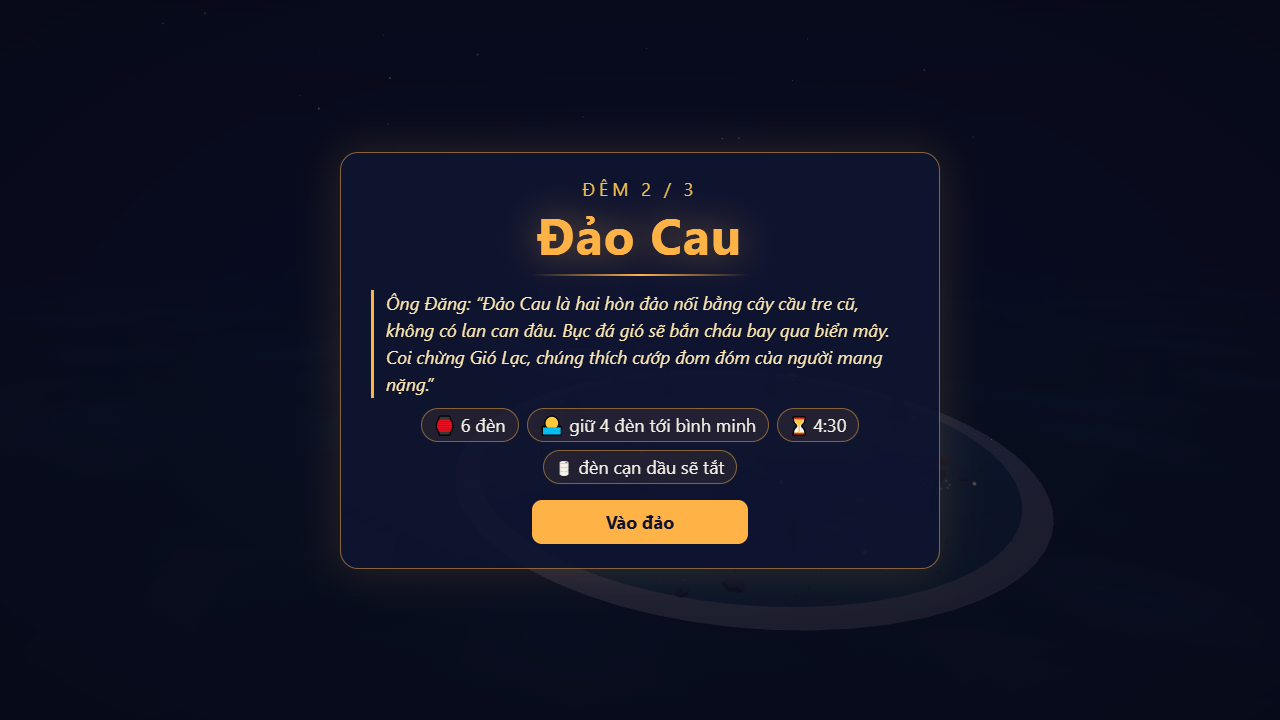 ĐÊM 2 / 3
Đảo Cau
Ông Đăng: “Đảo Cau là hai hòn đảo nối bằng cây cầu tre cũ,
không có lan can đâu. Bục đá gió sẽ bắn cháu bay qua biển mây.
Coi chừng Gió Lạc, chúng thích cướp đom đóm của người mang
nặng.”
6 đèn
giữ 4 đèn tới bình minh
4:30
đèn cạn dầu sẽ tắt
Vào đảo